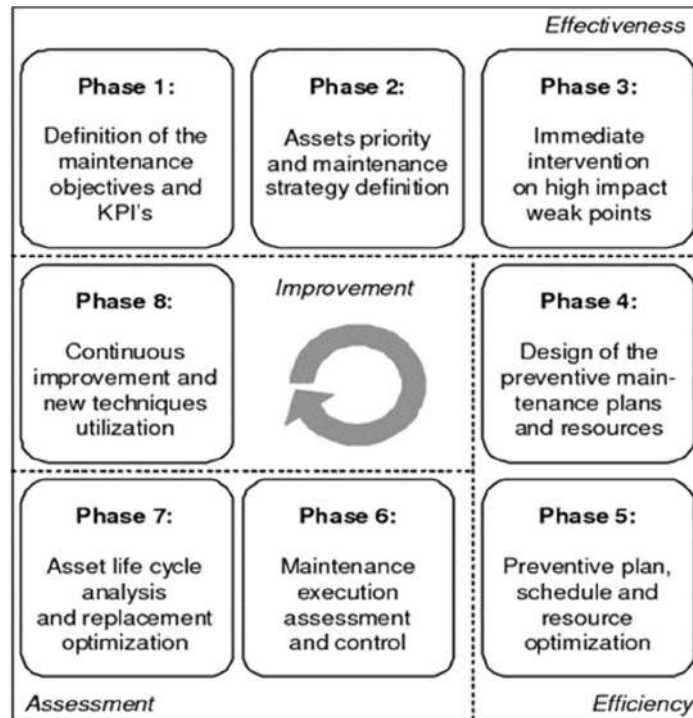 Effectiveness
Phase 1:
Definition of the
maintenance
objectives and
KPI's
Phase 2:
Assets priority
and maintenance
strategy definition
Phase 3:
Immediate
intervention
on high impact
weak points
Phase 8:
Continuous
improvement and
new techniques
utilization
Improvement
Phase 4:
Design of the
preventive main-
tenance plans
and resources
Phase 7:
Asset life cycle
analysis
and replacement
optimization
Phase 6:
Maintenance
execution
assessment
and control
Phase 5:
Preventive plan,
schedule and
resource
optimization
Assessment
Efficiency